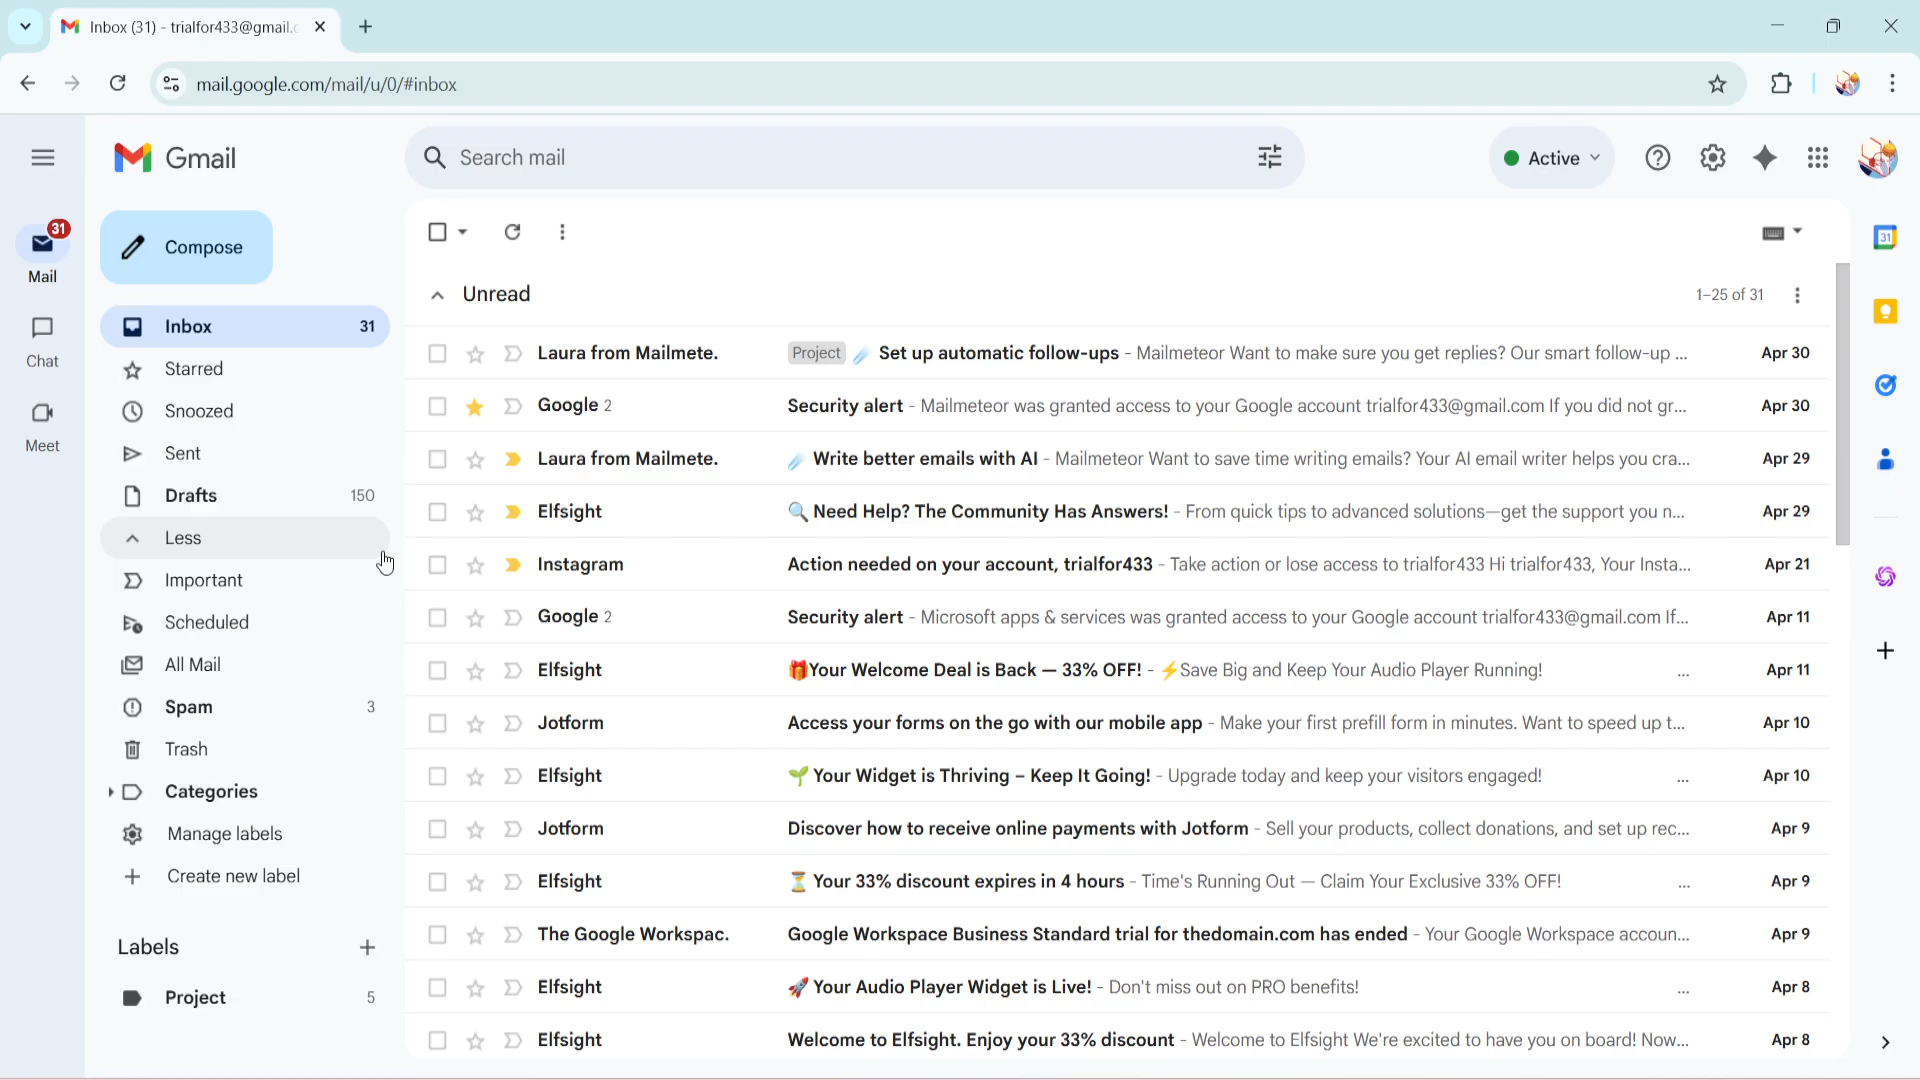 Inbox (31) - trialfor433@gmail.c
mail.google.com/mail/u/0/#inbox
Gmail
Search mail
Active
31
Mail
Chat
Meet
Compose
Inbox 31
Starred
Snoozed
Sent
Drafts 150
Less
Important
Scheduled
All Mail
Spam 3
Trash
Categories
Manage labels
Create new label
Labels
Project 5
Unread 1–25 of 31
Laura from Mailmete. Project ☄️ Set up automatic follow-ups - Mailmeteor Want to make sure you get replies? Our smart follow-up ... Apr 30
Google 2 Security alert - Mailmeteor was granted access to your Google account trialfor433@gmail.com If you did not gr... Apr 30
Laura from Mailmete. ☄️ Write better emails with AI - Mailmeteor Want to save time writing emails? Your AI email writer helps you cra... Apr 29
Elfsight 🔍 Need Help? The Community Has Answers! - From quick tips to advanced solutions—get the support you n... Apr 29
Instagram Action needed on your account, trialfor433 - Take action or lose access to trialfor433 Hi trialfor433, Your Insta... Apr 21
Google 2 Security alert - Microsoft apps & services was granted access to your Google account trialfor433@gmail.com If... Apr 11
Elfsight 🎁Your Welcome Deal is Back — 33% OFF! - ⚡Save Big and Keep Your Audio Player Running! ... Apr 11
Jotform Access your forms on the go with our mobile app - Make your first prefill form in minutes. Want to speed up t... Apr 10
Elfsight 🌱 Your Widget is Thriving – Keep It Going! - Upgrade today and keep your visitors engaged! ... Apr 10
Jotform Discover how to receive online payments with Jotform - Sell your products, collect donations, and set up rec... Apr 9
Elfsight ⏳ Your 33% discount expires in 4 hours - Time's Running Out — Claim Your Exclusive 33% OFF! ... Apr 9
The Google Workspac. Google Workspace Business Standard trial for thedomain.com has ended - Your Google Workspace accoun... Apr 9
Elfsight 🚀 Your Audio Player Widget is Live! - Don't miss out on PRO benefits! ... Apr 8
Elfsight Welcome to Elfsight. Enjoy your 33% discount - Welcome to Elfsight We're excited to have you on board! Now... Apr 8
31